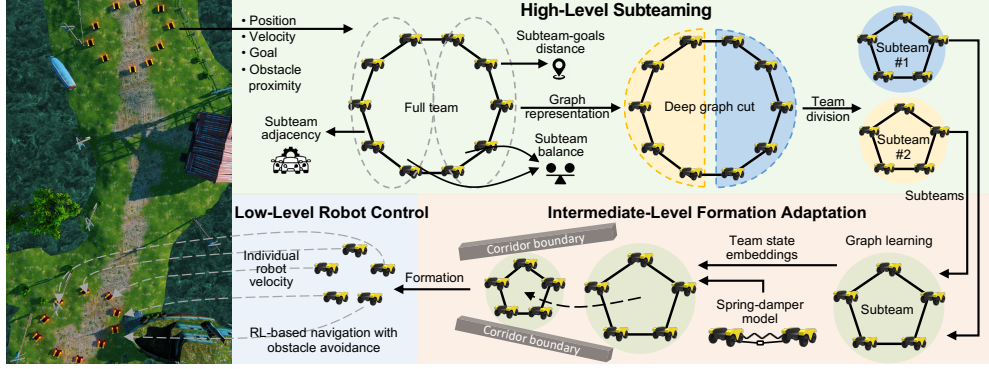 High-Level Subteaming
• Position
• Velocity
• Goal
• Obstacle
proximity
Subteam-goals
distance
Full team
Subteam
adjacency
Graph
representation
Subteam
balance
Deep graph cut
Team
division
Subteam
#1
Subteam
#2
Subteams
Low-Level Robot Control
Individual
robot
velocity
RL-based navigation with
obstacle avoidance
Formation
Intermediate-Level Formation Adaptation
Corridor boundary
Corridor boundary
Team state
embeddings
Spring-damper
model
Graph learning
Subteam